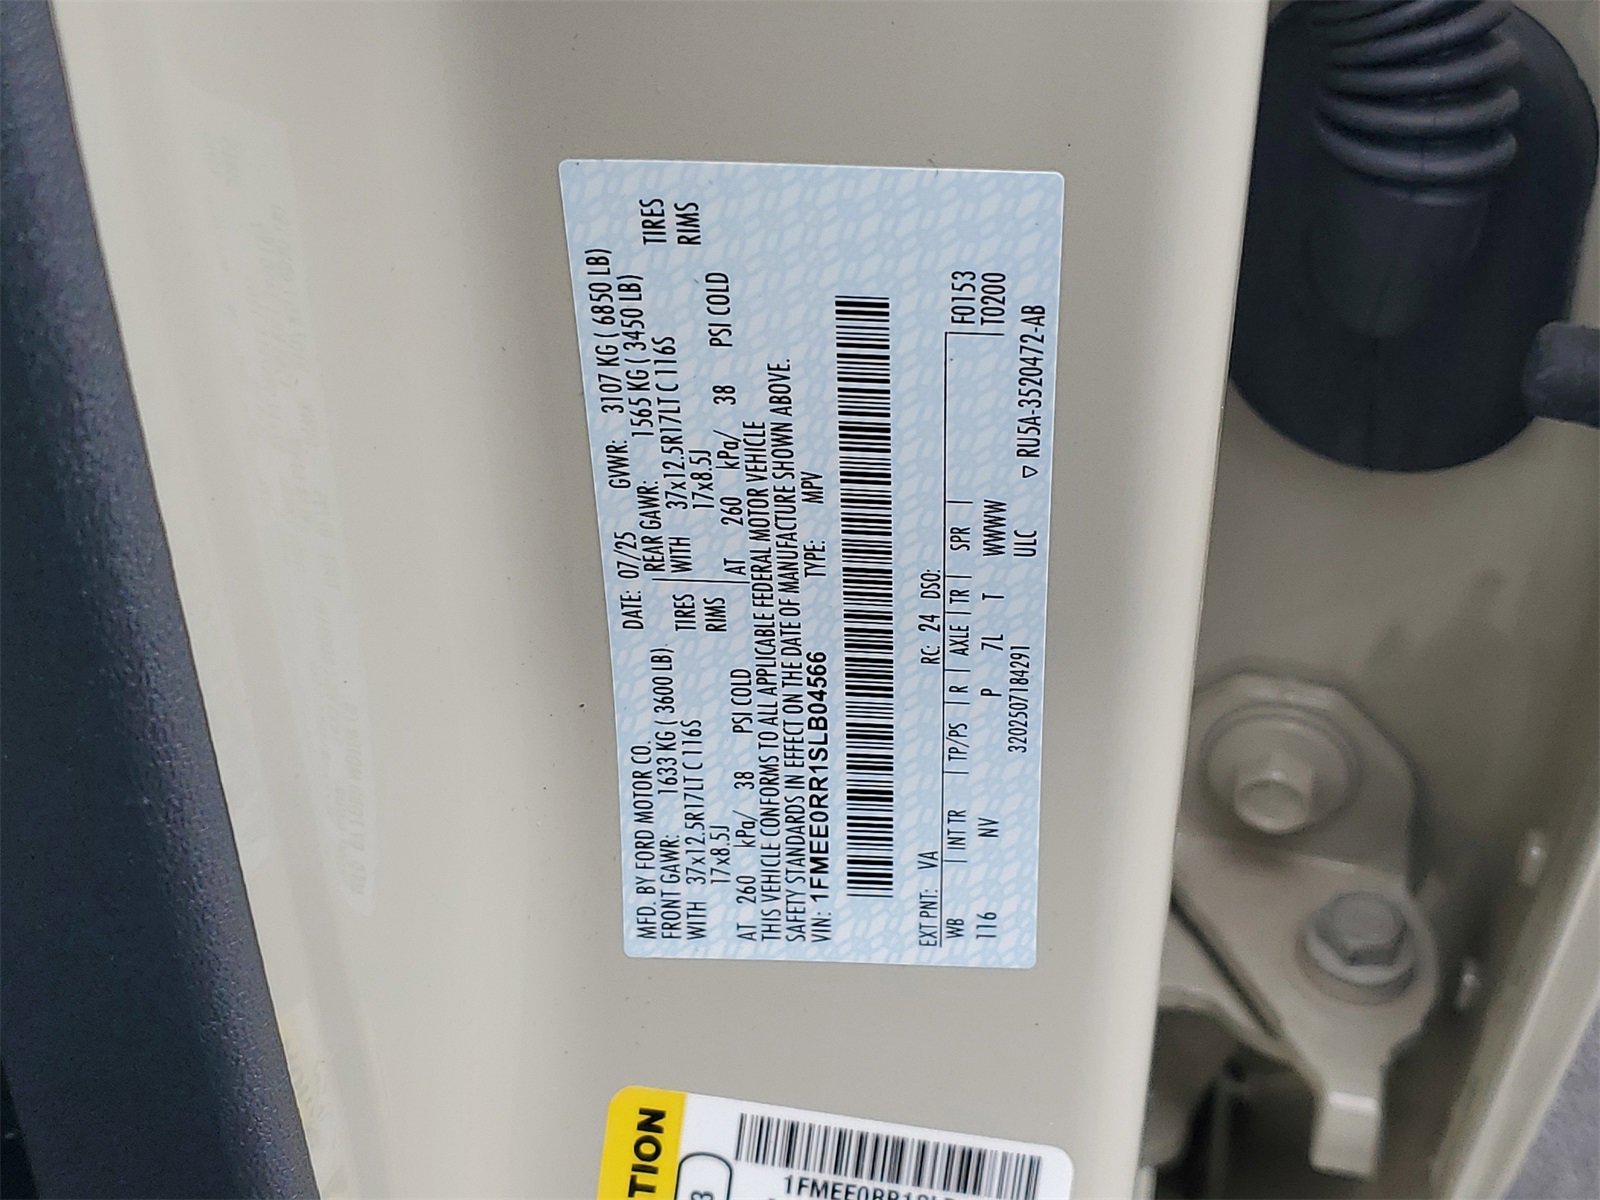 MFD. BY FORD MOTOR CO.
DATE: 07/25 GVWR: 3107 KG ( 6850 LB)
FRONT GAWR: 1633 KG ( 3600 LB)
REAR GAWR: 1565 KG ( 3450 LB)
WITH 37x12.5R17LT C 116S TIRES
WITH 37x12.5R17LT C 116S TIRES
17x8.5J RIMS
17x8.5J RIMS
AT 260 kPa/ 38 PSI COLD
AT 260 kPa/ 38 PSI COLD
THIS VEHICLE CONFORMS TO ALL APPLICABLE FEDERAL MOTOR VEHICLE
SAFETY STANDARDS IN EFFECT ON THE DATE OF MANUFACTURE SHOWN ABOVE.
VIN: 1FMEE0RR1SLB04566 TYPE: MPV
EXT PNT: VA RC: 24 DSO: F0153
WB | INT TR | TP/PS | R | AXLE | TR | SPR | T0200
116 NV P 7L T WWWW
3202507184291 ULC ▽ RU5A-3520472-AB